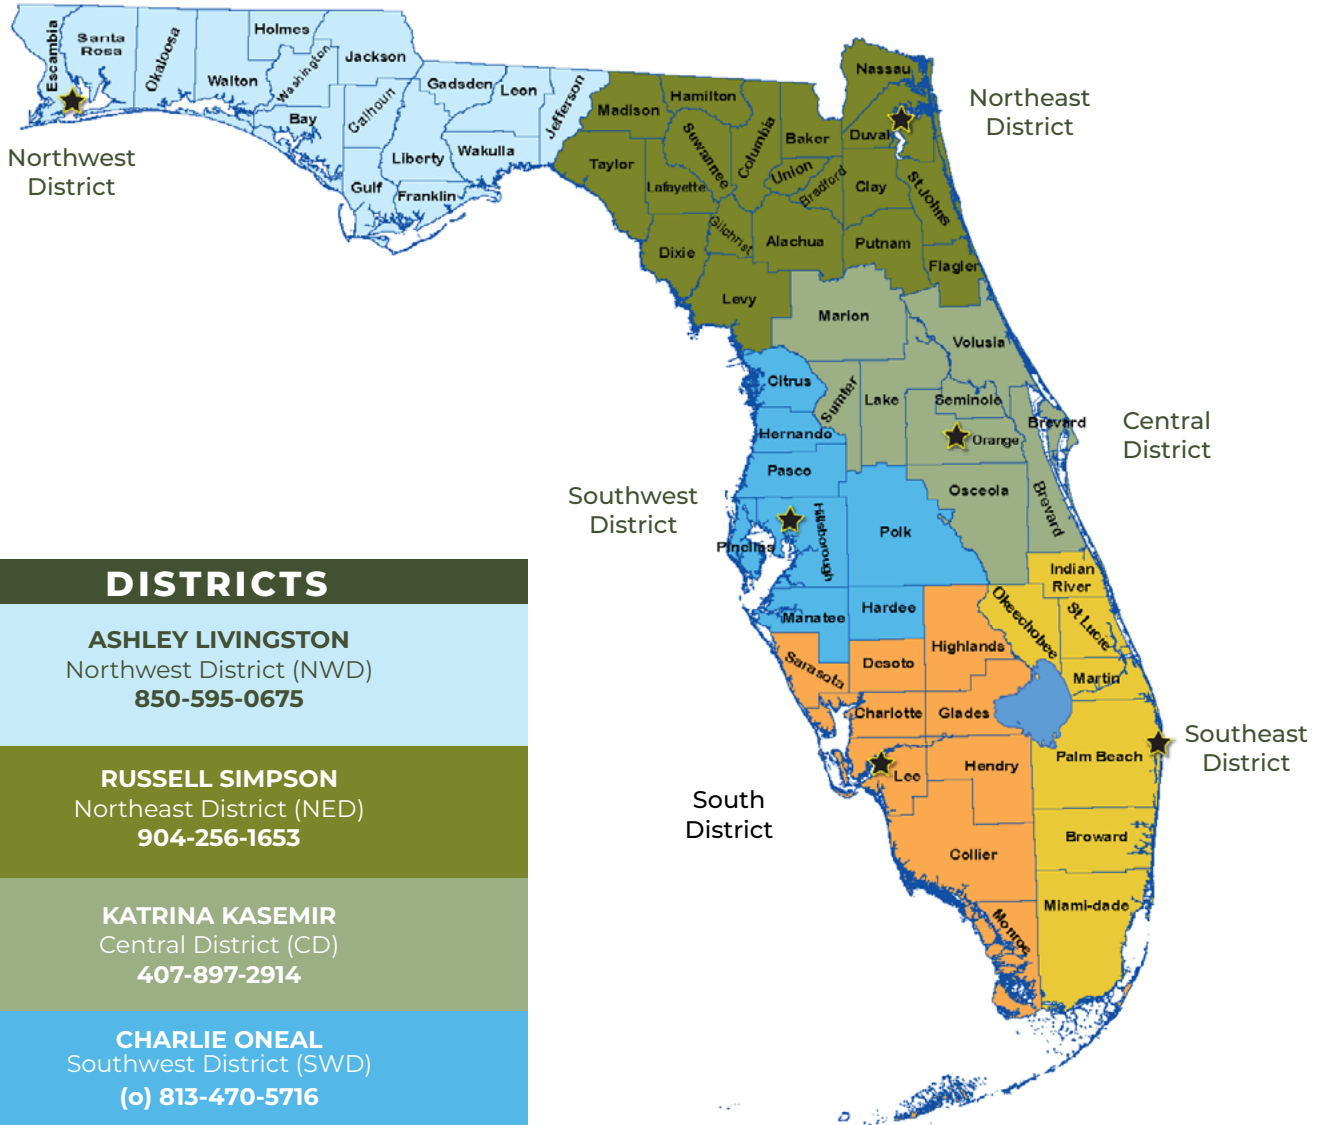 Escambia
Santa
Rosa
Okaloosa
Holmes
Walton
Washington
Jackson
Bay
Calhoun
Gadsden
Leon
Jefferson
Liberty
Wakulla
Gulf
Franklin
Northwest
District
Madison
Hamilton
Taylor
Suwannee
Lafayette
Columbia
Baker
Nassau
Duval
Union
Bradford
Clay
St.Johns
Dixie
Gilchrist
Alachua
Putnam
Flagler
Levy
Northeast
District
Marion
Volusia
Sumter
Lake
Seminole
Orange
Brevard
Osceola
Brevard
Central
District
Citrus
Hernando
Pasco
Pinellas
Hillsborough
Polk
Manatee
Hardee
Southwest
District
Indian
River
Okeechobee
St Lucie
Martin
Palm Beach
Broward
Miami-dade
Southeast
District
Sarasota
Desoto
Highlands
Charlotte
Glades
Lee
Hendry
Collier
Monroe
South
District
DISTRICTS
ASHLEY LIVINGSTON
Northwest District (NWD)
850-595-0675
RUSSELL SIMPSON
Northeast District (NED)
904-256-1653
KATRINA KASEMIR
Central District (CD)
407-897-2914
CHARLIE ONEAL
Southwest District (SWD)
(o) 813-470-5716